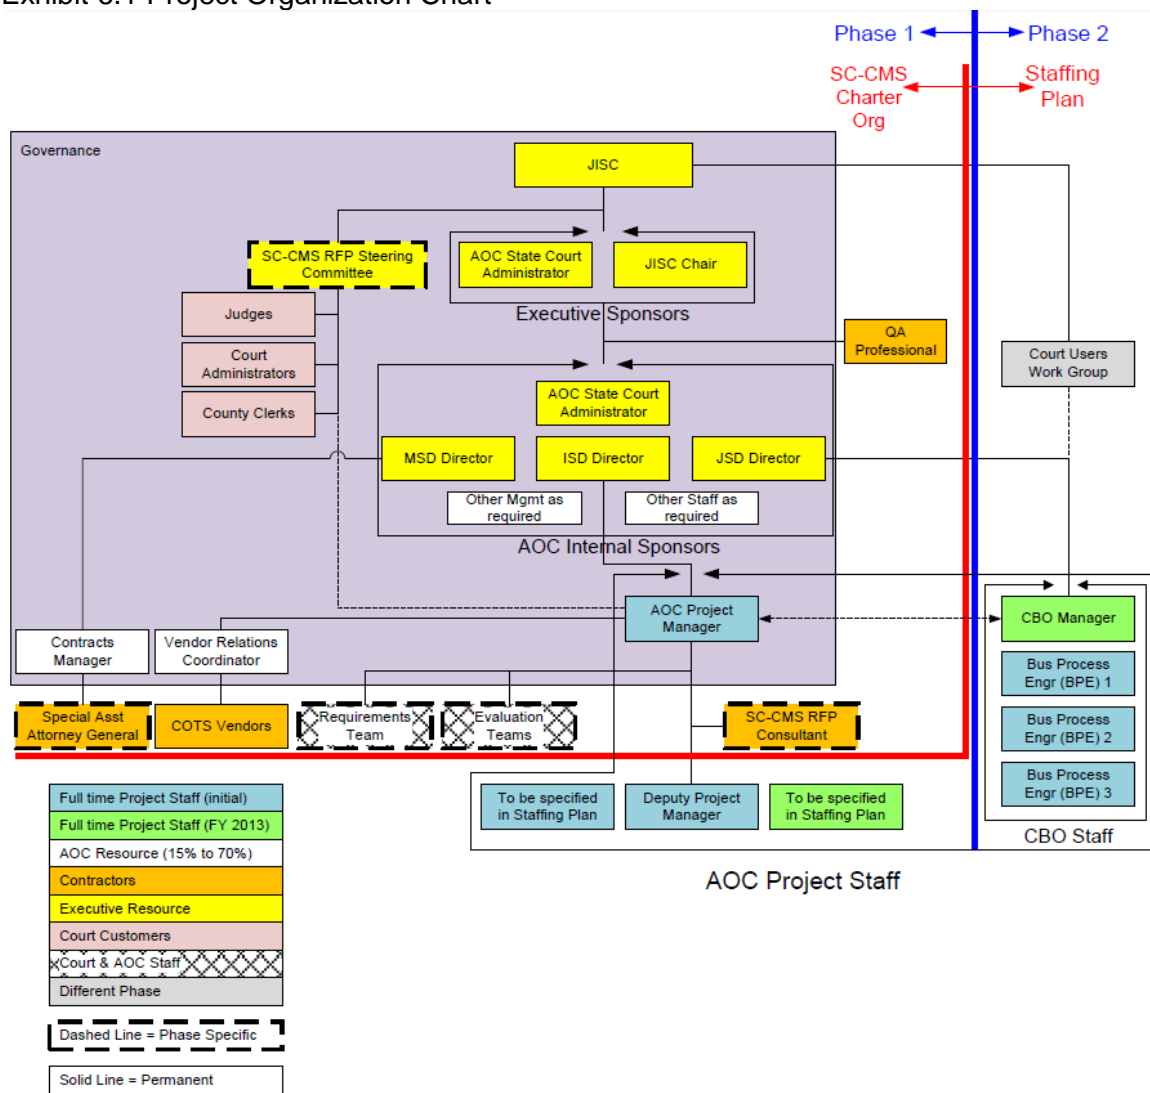 Exhibit 6.1 Project Organization Chart
Phase 1
Phase 2
SC-CMS
Charter
Org
Staffing
Plan
Governance
JISC
SC-CMS RFP Steering
Committee
AOC State Court
Administrator
JISC Chair
Executive Sponsors
Judges
Court
Administrators
County Clerks
QA
Professional
Court Users
Work Group
AOC State Court
Administrator
MSD Director
ISD Director
JSD Director
Other Mgmt as
required
Other Staff as
required
AOC Internal Sponsors
AOC Project
Manager
CBO Manager
Contracts
Manager
Vendor Relations
Coordinator
Bus Process
Engr (BPE) 1
Special Asst
Attorney General
COTS Vendors
Requirements
Team
Evaluation
Teams
SC-CMS RFP
Consultant
Bus Process
Engr (BPE) 2
Bus Process
Engr (BPE) 3
To be specified
in Staffing Plan
Deputy Project
Manager
To be specified
in Staffing Plan
CBO Staff
AOC Project Staff
Full time Project Staff (initial)
Full time Project Staff (FY 2013)
AOC Resource (15% to 70%)
Contractors
Executive Resource
Court Customers
Court & AOC Staff
Different Phase
Dashed Line = Phase Specific
Solid Line = Permanent